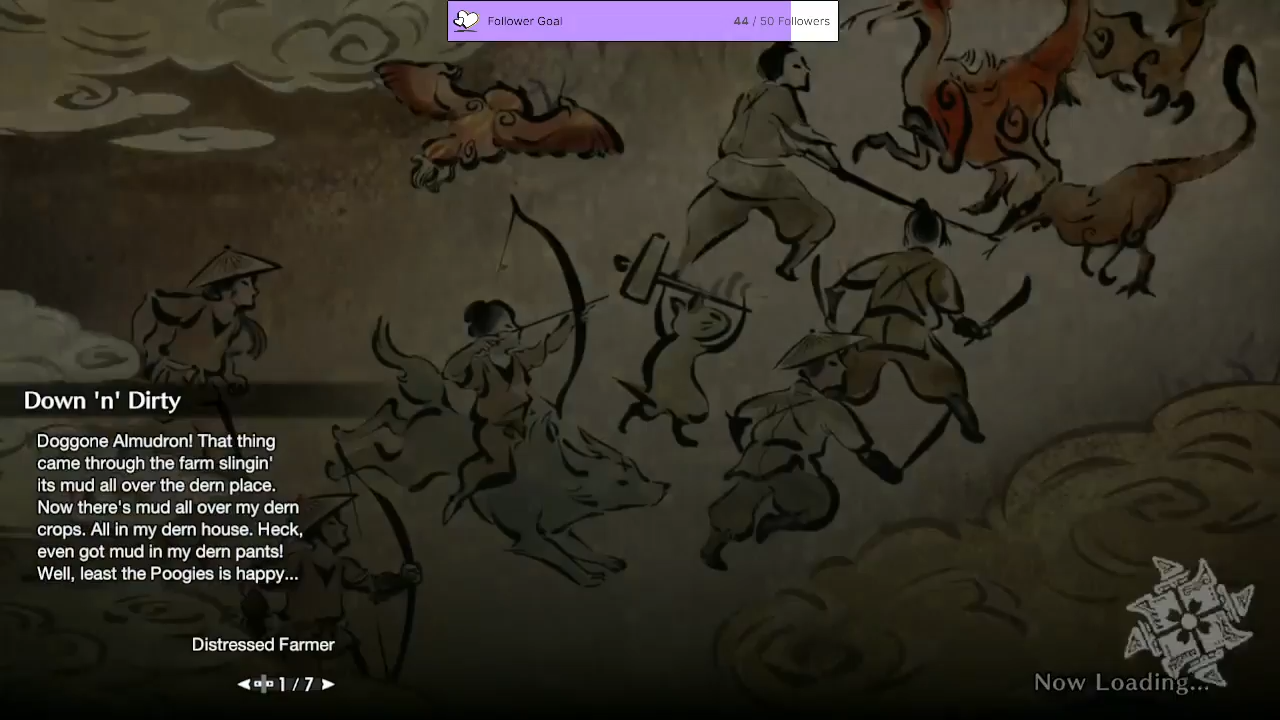 Follower Goal
44 / 50 Followers
Down 'n' Dirty
Doggone Almudron! That thing
came through the farm slingin'
its mud all over the dern place.
Now there's mud all over my dern
crops. All in my dern house. Heck,
even got mud in my dern pants!
Well, least the Poogies is happy...
Distressed Farmer
1 / 7
Now Loading...